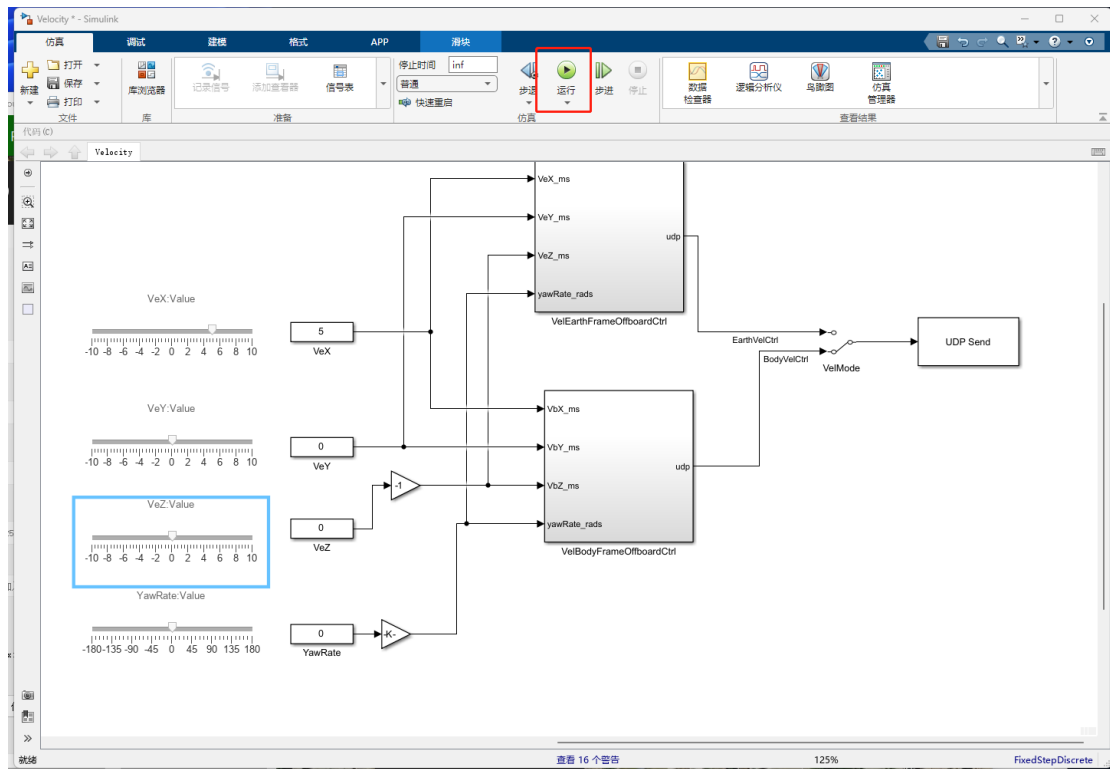 Velocity * - Simulink
仿真 调试 建模 格式 APP 滑块
新建 打开 保存 打印
文件
库浏览器
库
记录信号 添加查看器 信号表
准备
停止时间 inf
普通
快速重启
步退 运行 步进 停止
仿真
数据检查器 逻辑分析仪 鸟瞰图 仿真管理器
查看结果
代码 (C)
Velocity
VeX_ms
VeY_ms
VeZ_ms
yawRate_rads
udp
VelEarthFrameOffboardCtrl
VeX:Value
-10 -8 -6 -4 -2 0 2 4 6 8 10
5
VeX
EarthVelCtrl
BodyVelCtrl
VelMode
UDP Send
VeY:Value
-10 -8 -6 -4 -2 0 2 4 6 8 10
0
VeY
VbX_ms
VbY_ms
VbZ_ms
yawRate_rads
udp
VelBodyFrameOffboardCtrl
-1
VeZ:Value
-10 -8 -6 -4 -2 0 2 4 6 8 10
0
VeZ
YawRate:Value
-180 -135 -90 -45 0 45 90 135 180
0
YawRate
-K-
就绪
查看 16 个警告
125%
FixedStepDiscrete